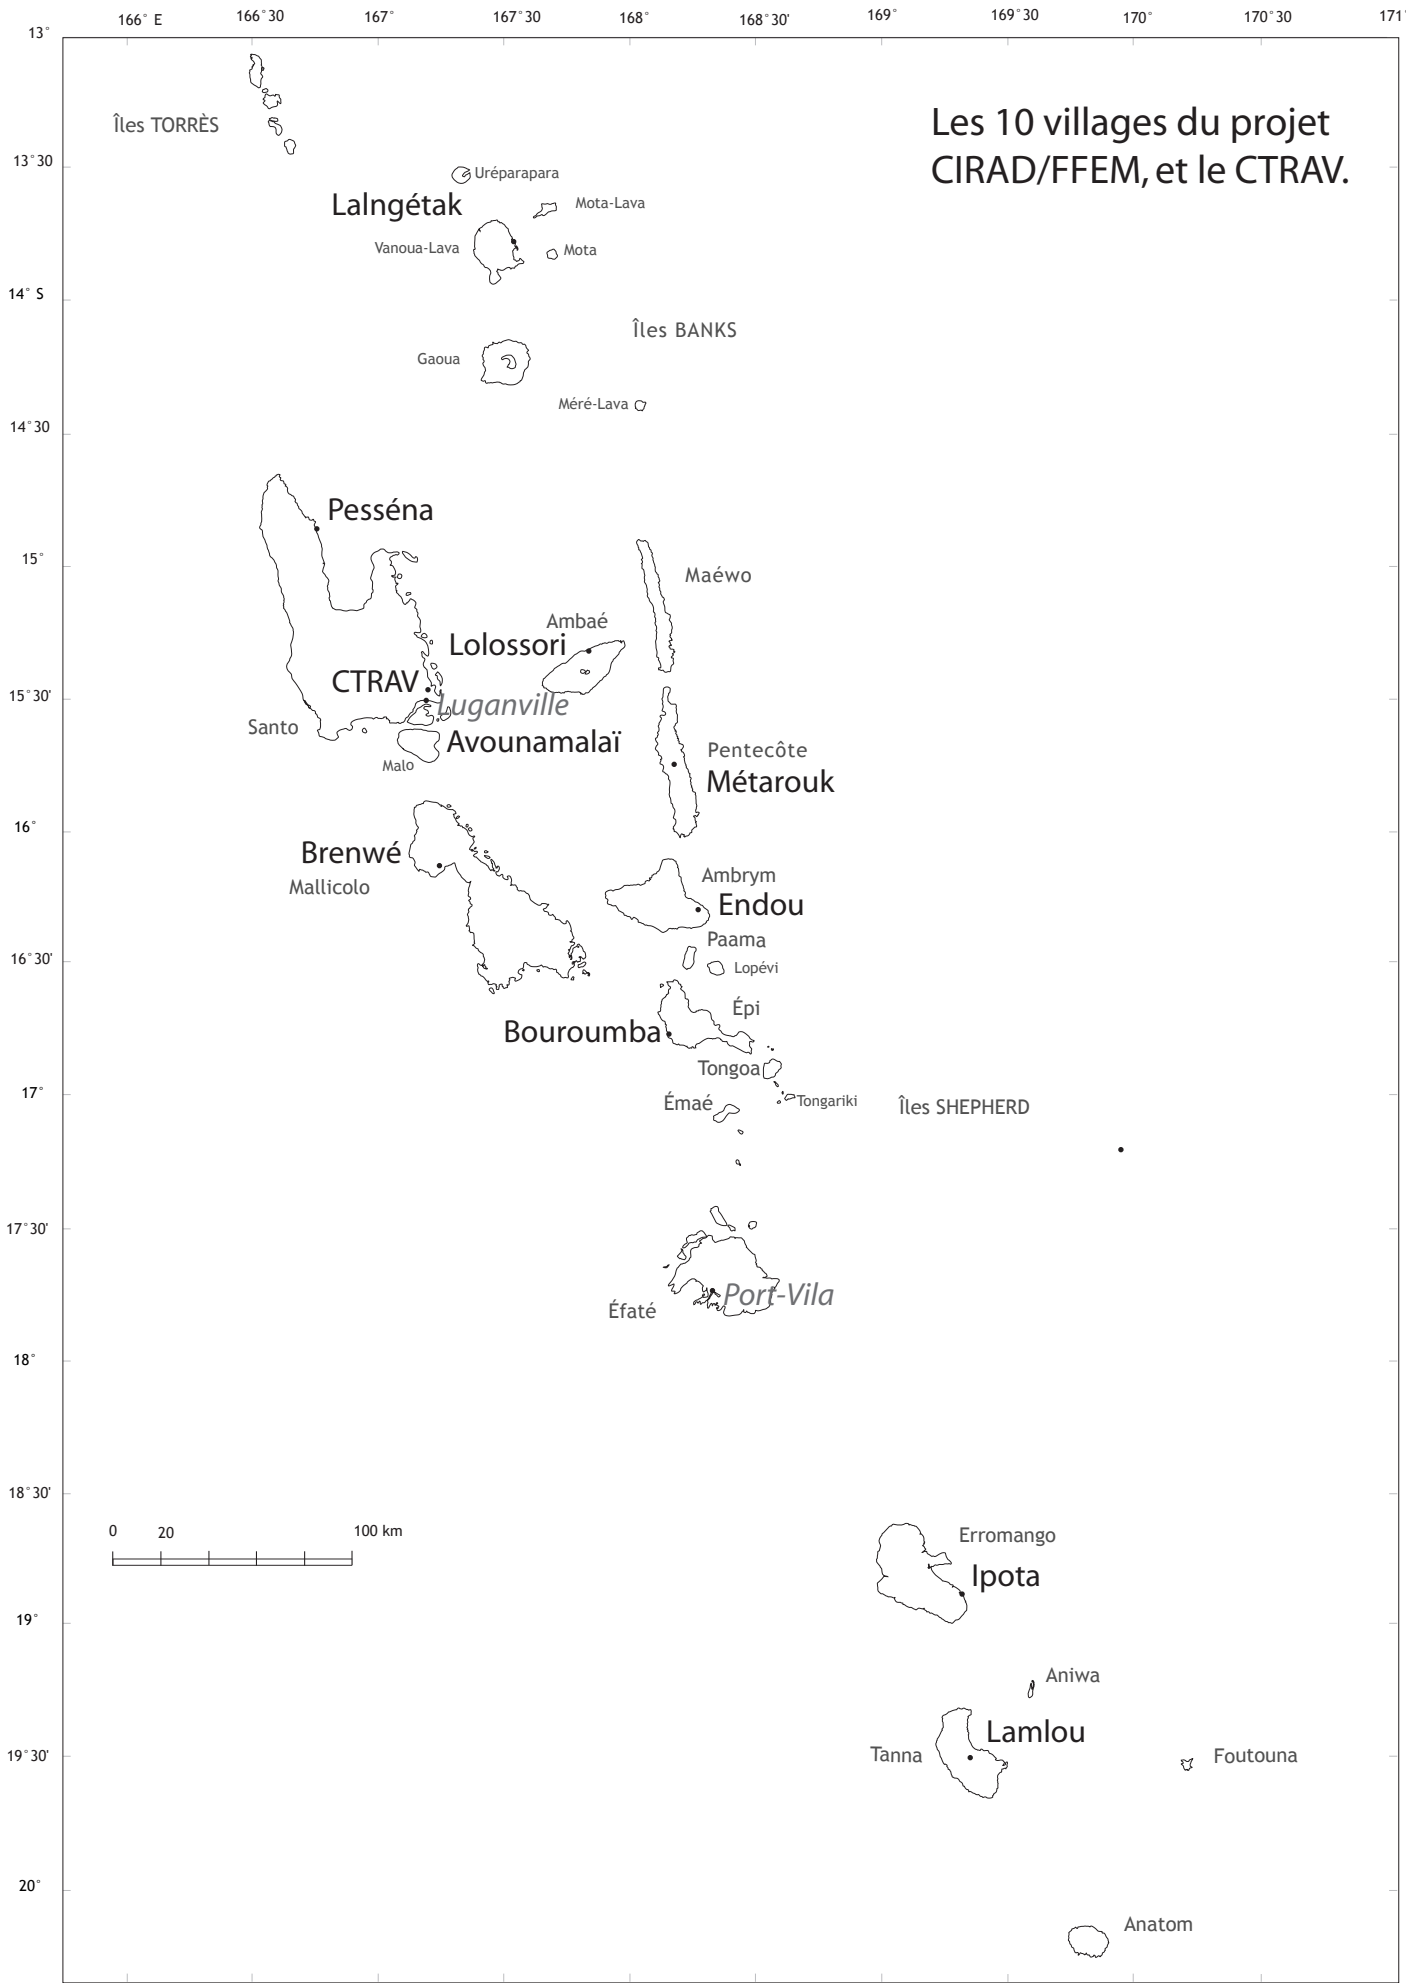 166° E
166°30
167°
167°30'
168°
168°30'
169°
169°30
170°
170°30
171°
13°
Îles TORRÈS
Les 10 villages du projet
CIRAD/FFEM, et le CTRAV.
13°30
Uréparapara
Lalngétak
Mota-Lava
Vanoua-Lava
Mota
14° S
Îles BANKS
Gaoua
Méré-Lava
14°30
Pesséna
15°
Maéwo
Ambaé
Lolossori
CTRAV
15°30'
Luganville
Santo
Avounamalaï
Malo
Pentecôte
Métarouk
16°
Brenwé
Mallicolo
Ambrym
Endou
Paama
16°30'
Lopévi
Épi
Bouroumba
Tongoa
17°
Émaé
Tongariki
Îles SHEPHERD
17°30'
Port-Vila
Éfaté
18°
18°30'
0 20 100 km
Erromango
Ipota
19°
Aniwa
Lamlou
19°30'
Tanna
Foutouna
20°
Anatom